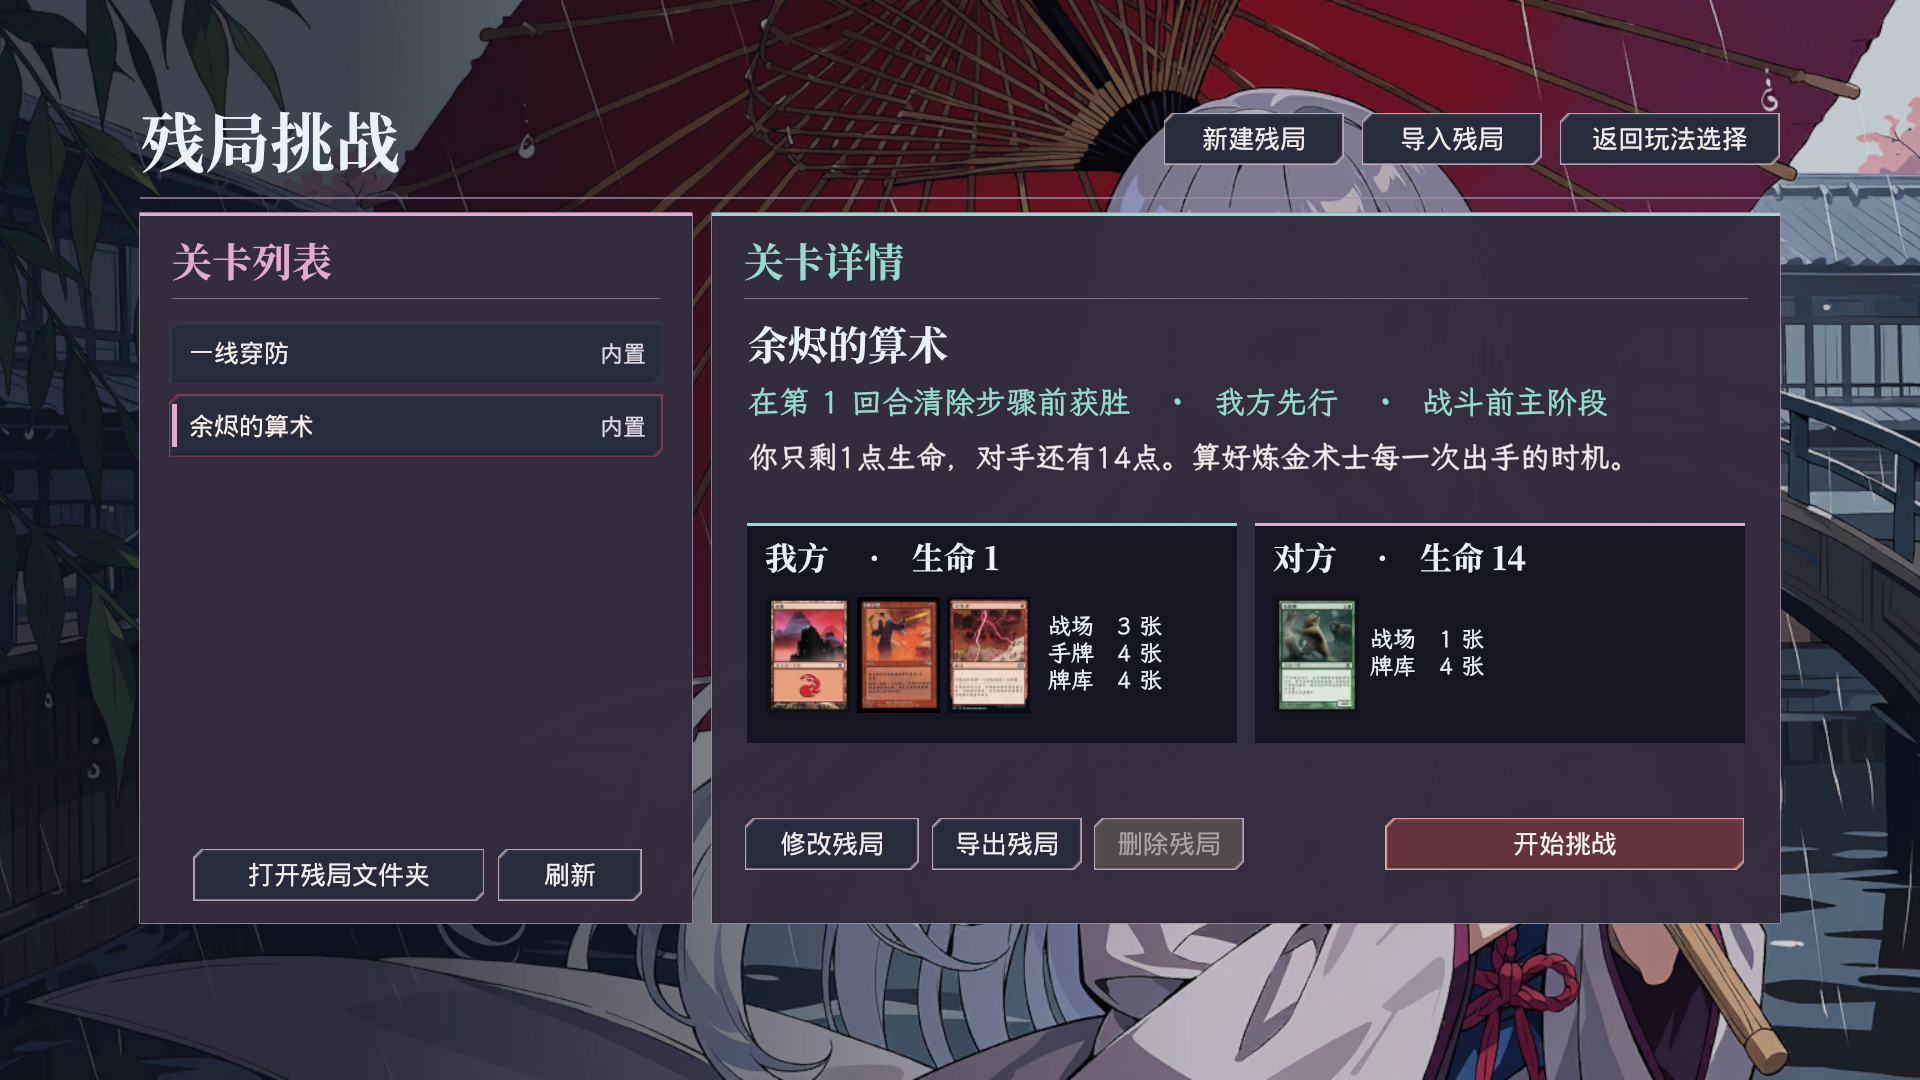 残局挑战
新建残局
导入残局
返回玩法选择
关卡列表
一线穿防 内置
余烬的算术 内置
打开残局文件夹
刷新
关卡详情
余烬的算术
在第 1 回合清除步骤前获胜 · 我方先行 · 战斗前主阶段
你只剩1点生命，对手还有14点。算好炼金术士每一次出手的时机。
我方 · 生命 1
战场 3 张
手牌 4 张
牌库 4 张
对方 · 生命 14
战场 1 张
牌库 4 张
修改残局
导出残局
删除残局
开始挑战